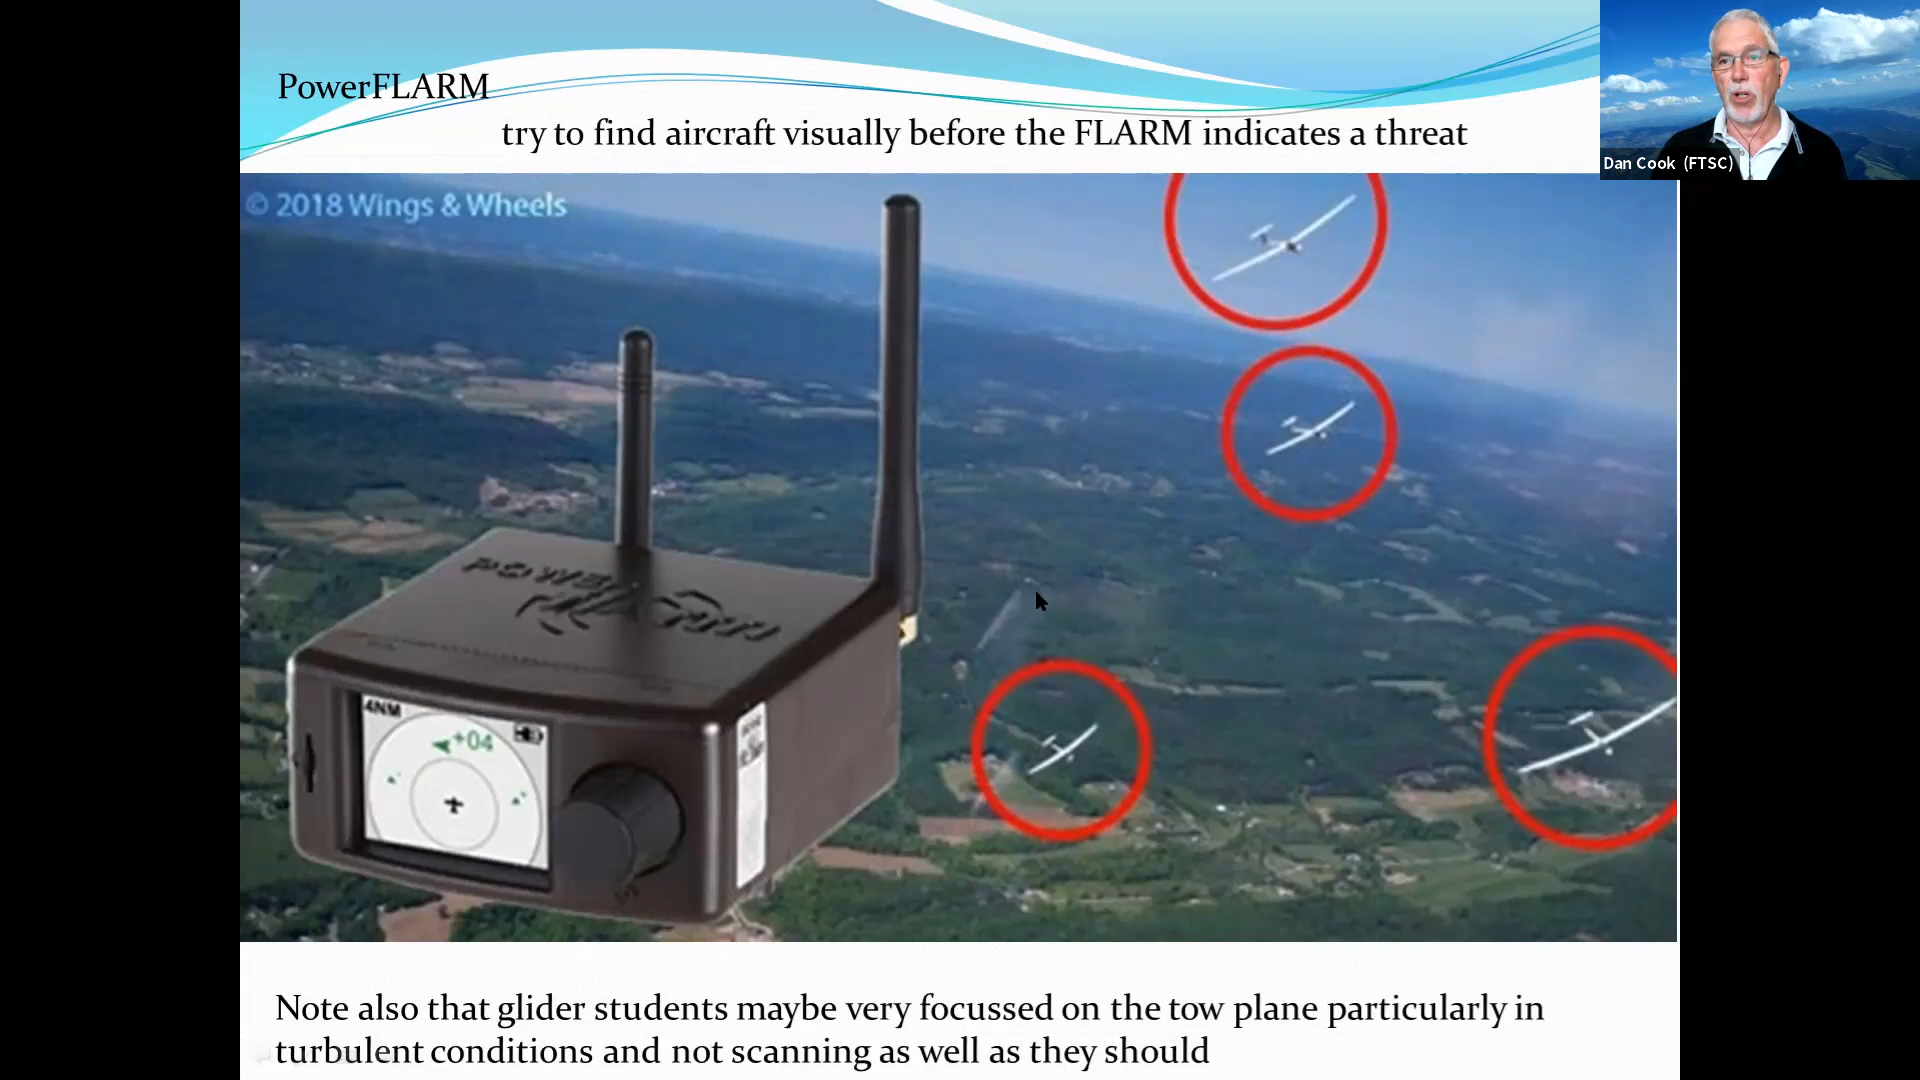 PowerFLARM
try to find aircraft visually before the FLARM indicates a threat
Dan Cook (FTSC)
© 2018 Wings & Wheels
POWER
FLARM
4NM
+04
Note also that glider students maybe very focussed on the tow plane particularly in
turbulent conditions and not scanning as well as they should